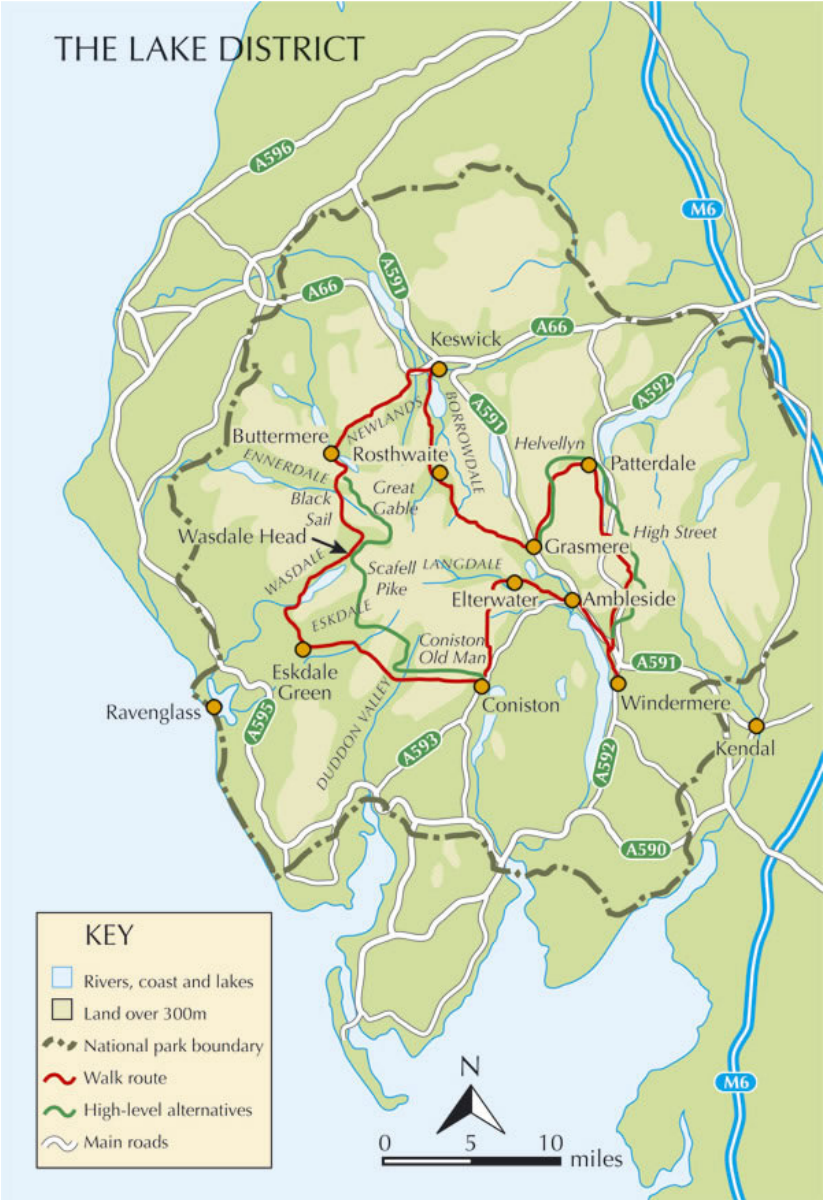 THE LAKE DISTRICT
A596
M6
A591
A66
A66
Keswick
A592
A591
NEWLANDS
BORROWDALE
Buttermere
Rosthwaite
Helvellyn
Patterdale
ENNERDALE
Great
Gable
Black
Sail
High Street
Wasdale Head
Grasmere
WASDALE
Scafell
Pike
LANGDALE
Elterwater
Ambleside
ESKDALE
Coniston
Old Man
A591
Eskdale
Green
Coniston
Windermere
Ravenglass
A595
DUDDON VALLEY
Kendal
A593
A592
A590
KEY
Rivers, coast and lakes
Land over 300m
National park boundary
Walk route
High-level alternatives
Main roads
N
0 5 10
miles
M6